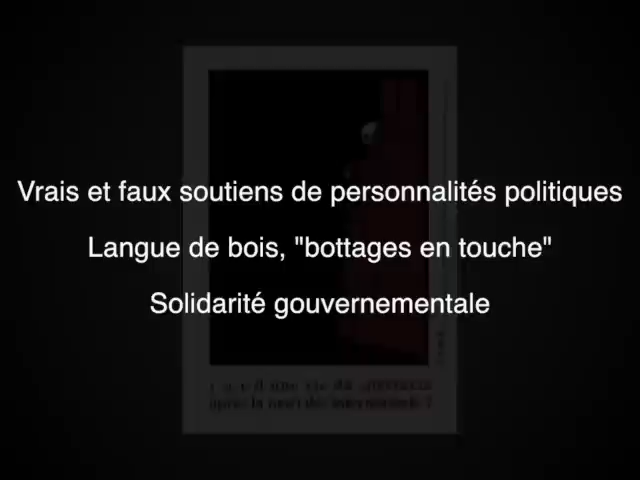 Vrais et faux soutiens de personnalités politiques
Langue de bois, "bottages en touche"
Solidarité gouvernementale